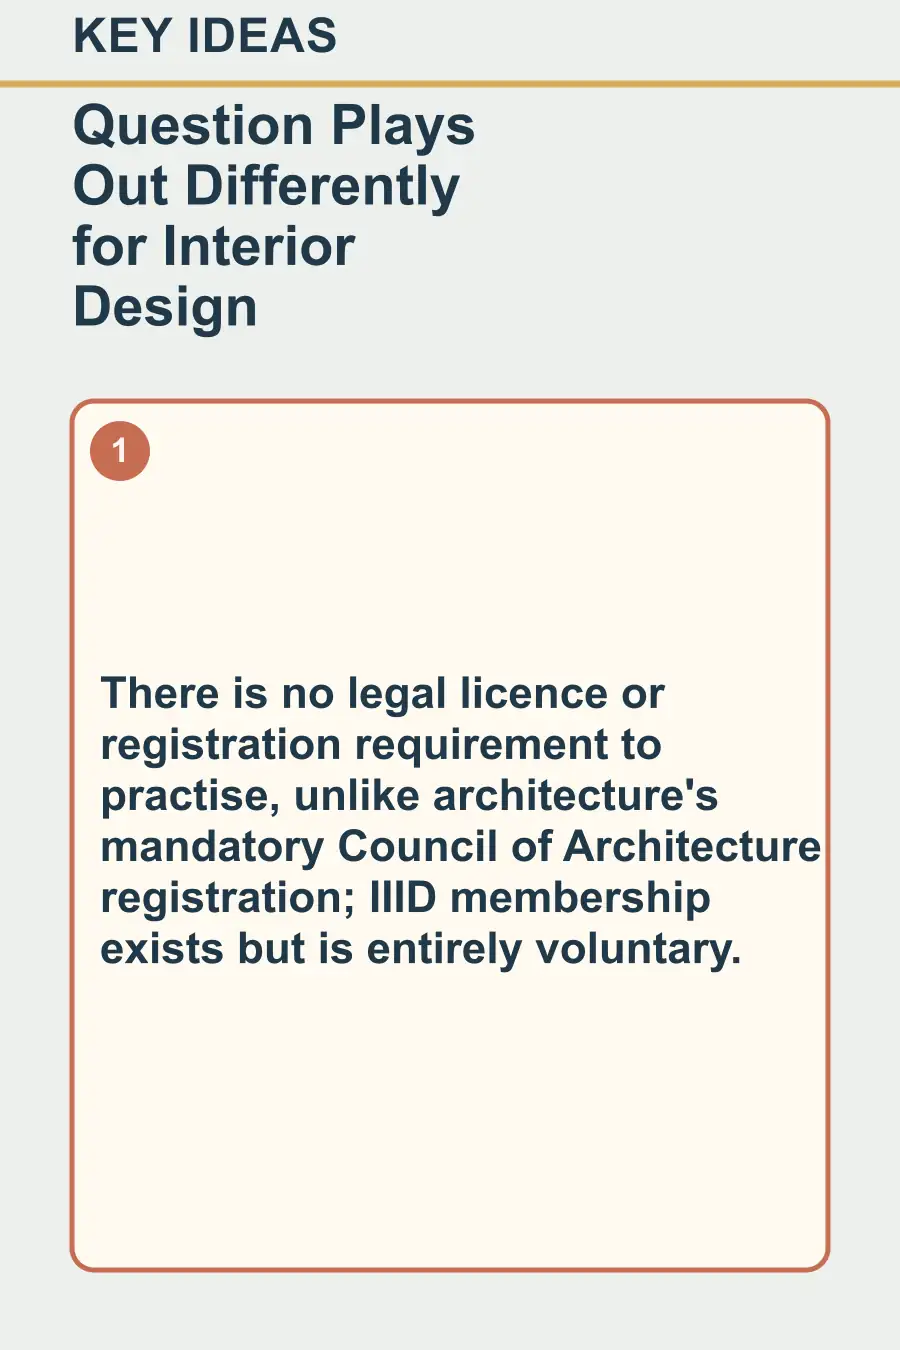 KEY IDEAS
Question Plays
Out Differently
for Interior
Design
1
There is no legal licence or
registration requirement to
practise, unlike architecture's
mandatory Council of Architecture
registration; IIID membership
exists but is entirely voluntary.